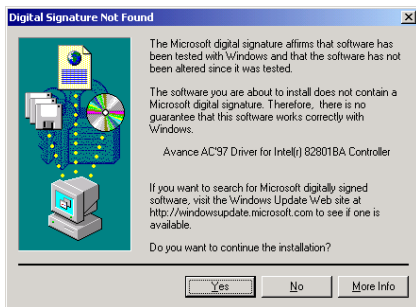 Digital Signature Not Found
The Microsoft digital signature affirms that software has
been tested with Windows and that the software has not
been altered since it was tested.
The software you are about to install does not contain a
Microsoft digital signature. Therefore, there is no
guarantee that this software works correctly with
Windows.
Avance AC'97 Driver for Intel(r) 82801BA Controller
If you want to search for Microsoft digitally signed
software, visit the Windows Update Web site at
http://windowsupdate.microsoft.com to see if one is
available.
Do you want to continue the installation?
Yes No More Info